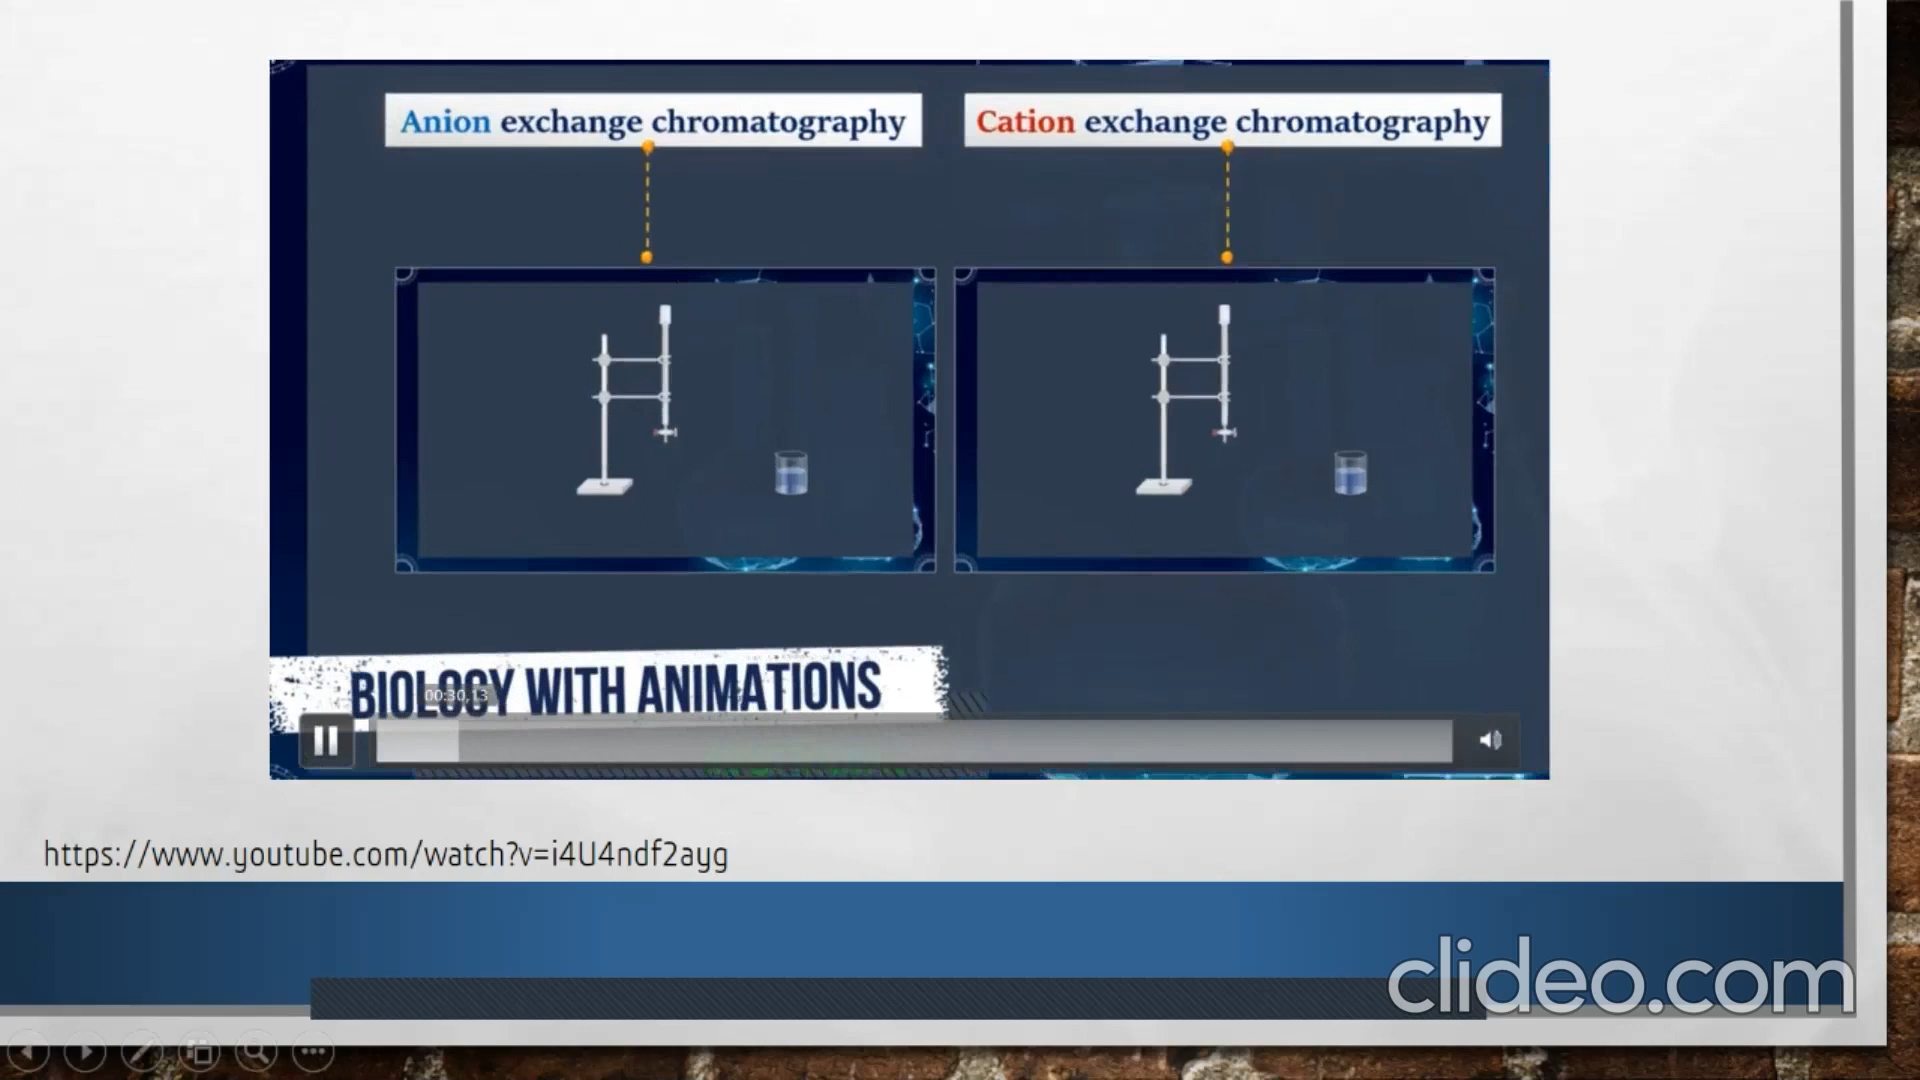 Anion exchange chromatography
Cation exchange chromatography
BIOLOGY WITH ANIMATIONS
00:30,13
https://www.youtube.com/watch?v=i4U4ndf2ayg
clideo.com